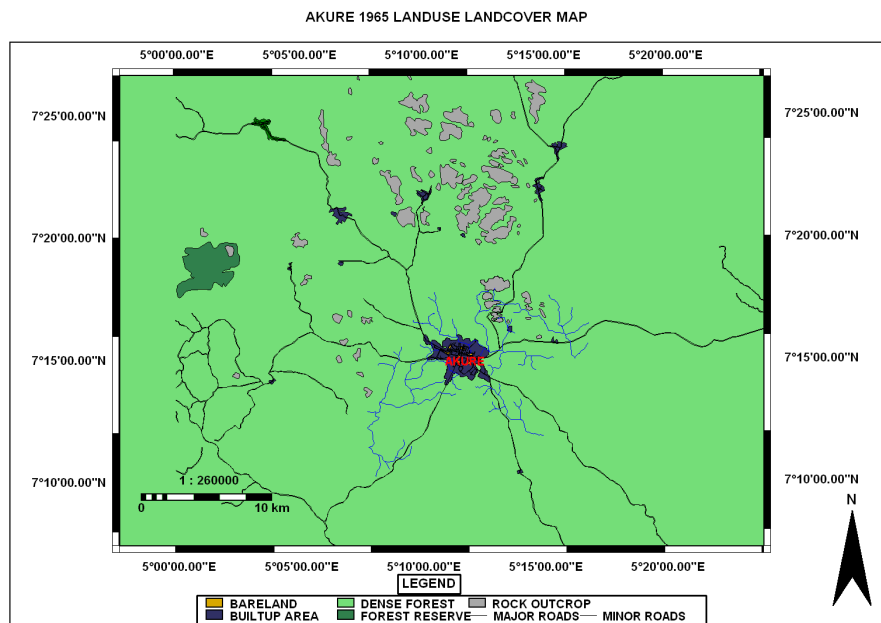 AKURE 1965 LANDUSE LANDCOVER MAP
5°00'00.00"E 5°05'00.00"E 5°10'00.00"E 5°15'00.00"E 5°20'00.00"E
7°25'00.00"N 7°25'00.00"N
7°20'00.00"N 7°20'00.00"N
7°15'00.00"N AKURE 7°15'00.00"N
7°10'00.00"N 1 : 260000 7°10'00.00"N
0 10 km
N
5°00'00.00"E 5°05'00.00"E 5°10'00.00"E 5°15'00.00"E 5°20'00.00"E
LEGEND
BARELAND DENSE FOREST ROCK OUTCROP
BUILTUP AREA FOREST RESERVE MAJOR ROADS MINOR ROADS